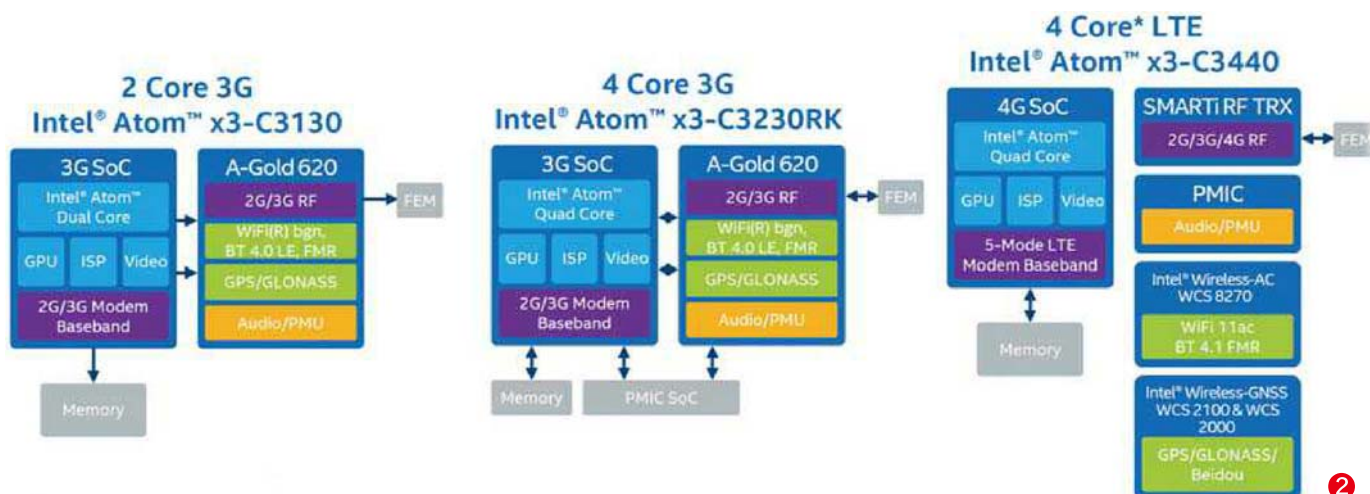 2 Core 3G
Intel® Atom™ x3-C3130
3G SoC
Intel® Atom™
Dual Core
GPU
ISP
Video
2G/3G Modem
Baseband
A-Gold 620
2G/3G RF
WiFi(R) bgn,
BT 4.0 LE, FMR
GPS/GLONASS
Audio/PMU
FEM
Memory
4 Core 3G
Intel® Atom™ x3-C3230RK
3G SoC
Intel® Atom™
Quad Core
GPU
ISP
Video
2G/3G Modem
Baseband
A-Gold 620
2G/3G RF
WiFi(R) bgn,
BT 4.0 LE, FMR
GPS/GLONASS
Audio/PMU
FEM
Memory
PMIC SoC
4 Core* LTE
Intel® Atom™ x3-C3440
4G SoC
Intel® Atom™
Quad Core
GPU
ISP
Video
5-Mode LTE
Modem Baseband
Memory
SMARTi RF TRX
2G/3G/4G RF
FEM
PMIC
Audio/PMU
Intel® Wireless-AC
WCS 8270
WiFi 11ac
BT 4.1 FMR
Intel® Wireless-GNSS
WCS 2100 & WCS
2000
GPS/GLONASS/
Beidou
2